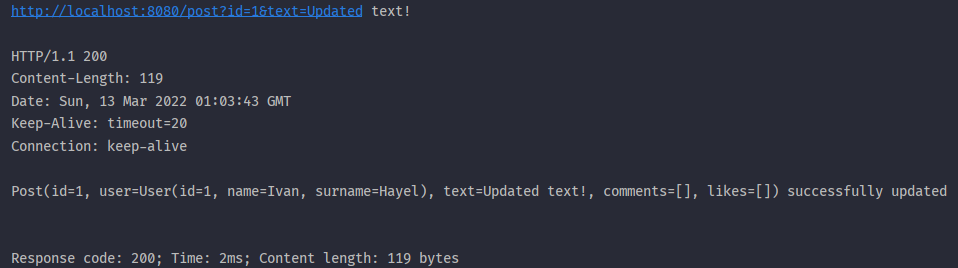 http://localhost:8080/post?id=1&text=Updated text!
HTTP/1.1 200
Content-Length: 119
Date: Sun, 13 Mar 2022 01:03:43 GMT
Keep-Alive: timeout=20
Connection: keep-alive
Post(id=1, user=User(id=1, name=Ivan, surname=Hayel), text=Updated text!, comments=[], likes=[]) successfully updated
Response code: 200; Time: 2ms; Content length: 119 bytes